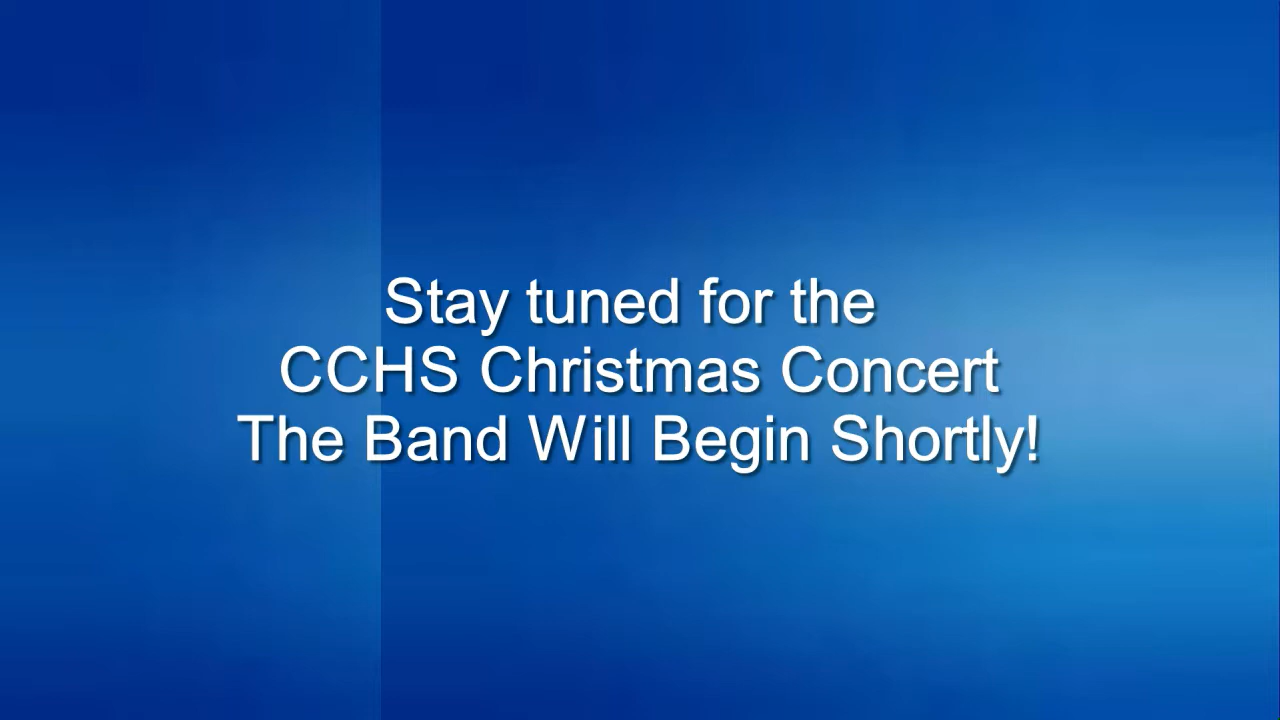 Stay tuned for the
CCHS Christmas Concert
The Band Will Begin Shortly!